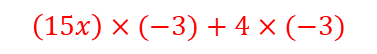 (15x) × (−3) + 4 × (−3)